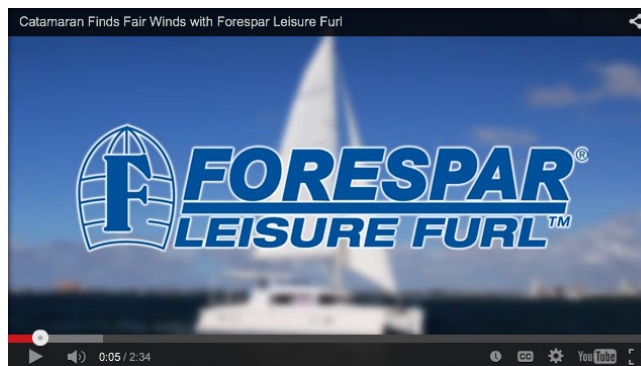 Catamaran Finds Fair Winds with Forespar Leisure Furl
F FORESPAR®
LEISURE FURL™
0:05 / 2:34
CC
YouTube